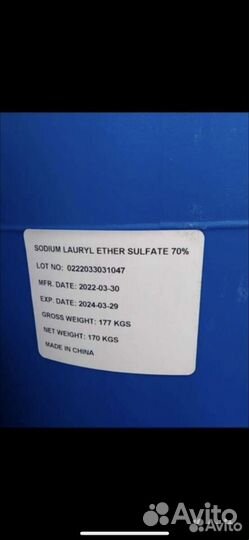 SODIUM LAURYL ETHER SULFATE 70%
LOT NO: 0222033031047
MFR. DATE: 2022-03-30
EXP. DATE: 2024-03-29
GROSS WEIGHT: 177 KGS
NET WEIGHT: 170 KGS
MADE IN CHINA
Avito
Avito